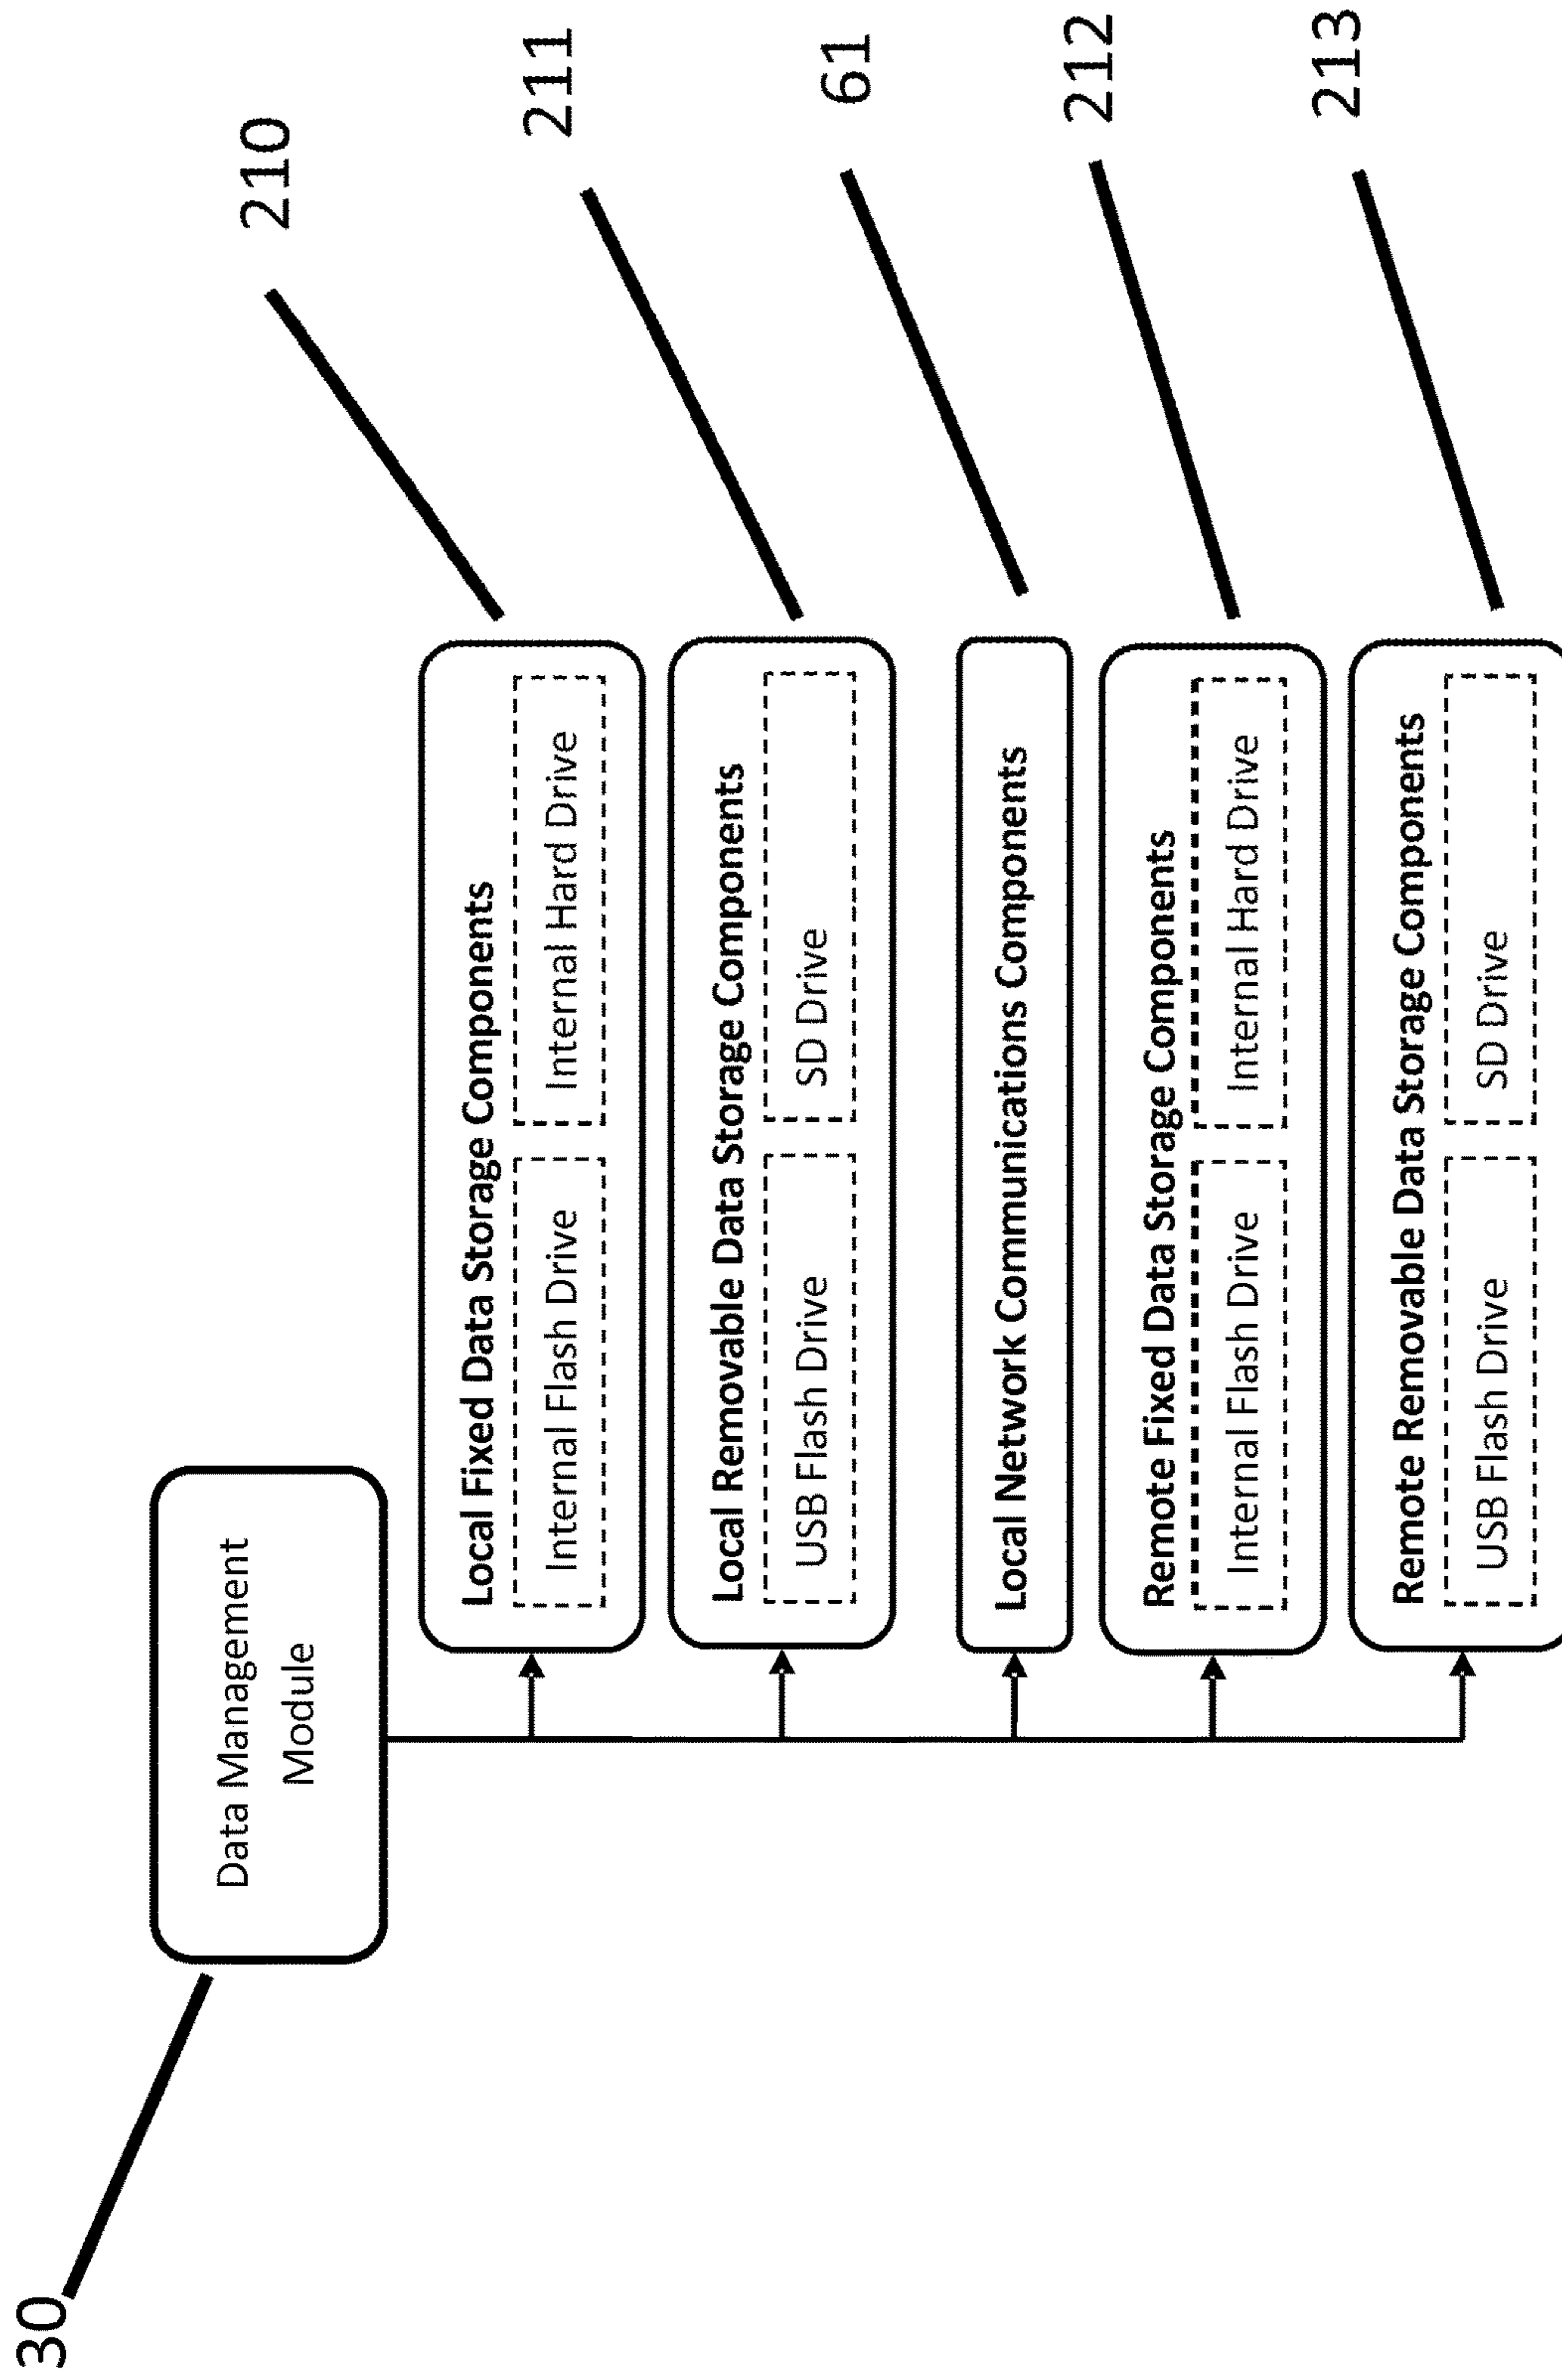 30
Data Management
Module
210
Local Fixed Data Storage Components
Internal Flash Drive
Internal Hard Drive
211
Local Removable Data Storage Components
USB Flash Drive
SD Drive
61
Local Network Communications Components
212
Remote Fixed Data Storage Components
Internal Flash Drive
Internal Hard Drive
213
Remote Removable Data Storage Components
USB Flash Drive
SD Drive